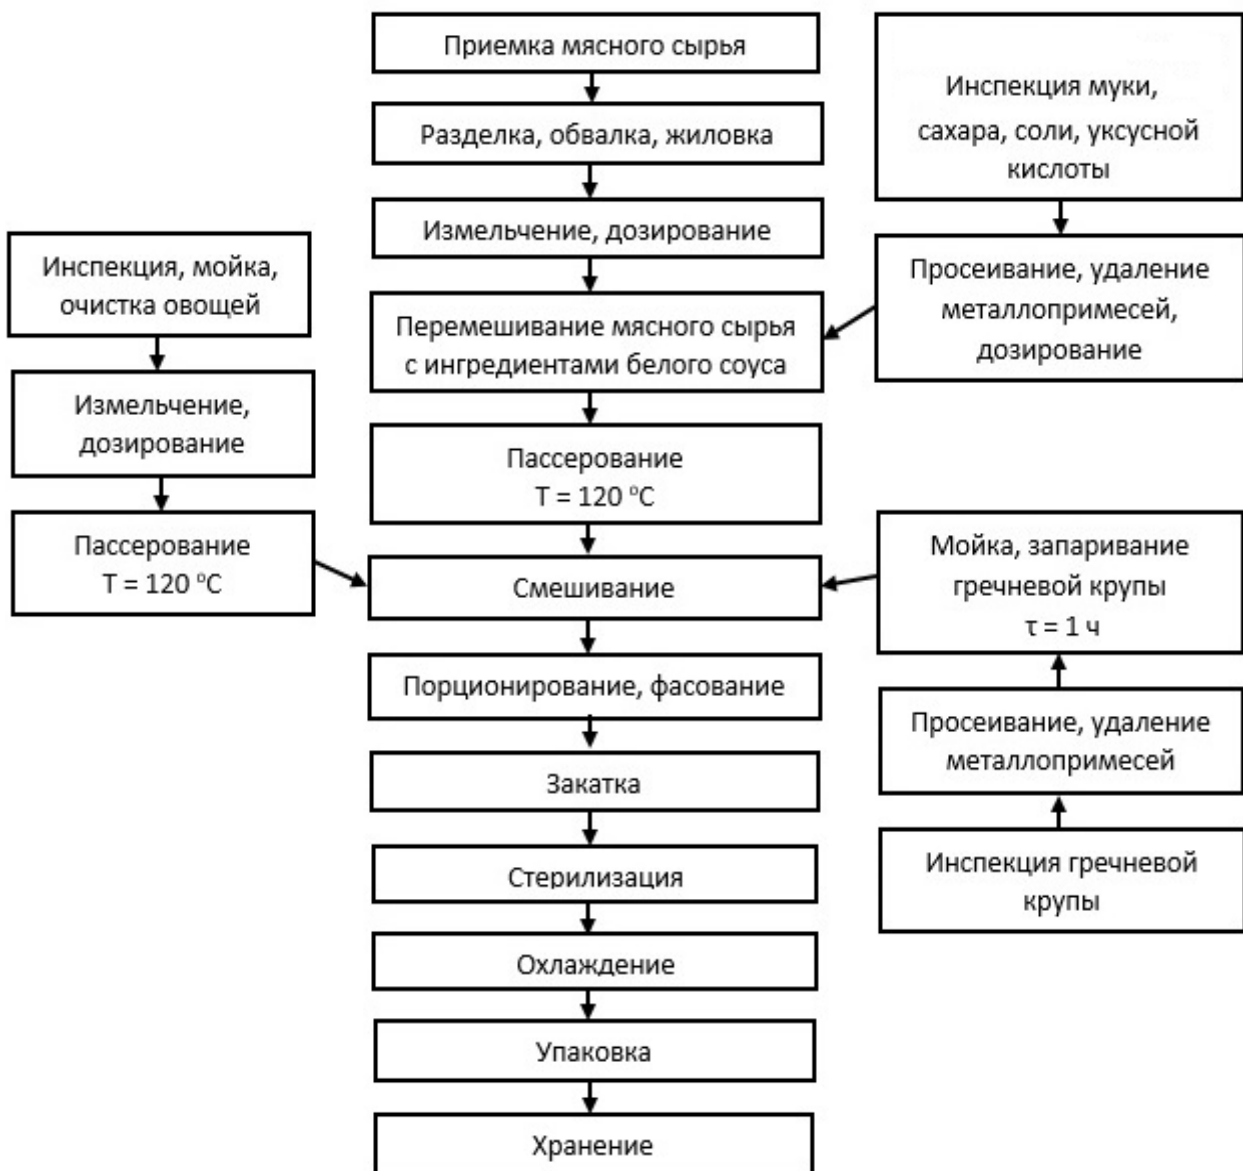 Приемка мясного сырья
Разделка, обвалка, жиловка
Измельчение, дозирование
Перемешивание мясного сырья
с ингредиентами белого соуса
Пассерование
T = 120 °C
Смешивание
Порционирование, фасование
Закатка
Стерилизация
Охлаждение
Упаковка
Хранение
Инспекция, мойка,
очистка овощей
Измельчение,
дозирование
Пассерование
T = 120 °C
Инспекция муки,
сахара, соли, уксусной
кислоты
Просеивание, удаление
металлопримесей,
дозирование
Мойка, запаривание
гречневой крупы
τ = 1 ч
Просеивание, удаление
металлопримесей
Инспекция гречневой
крупы